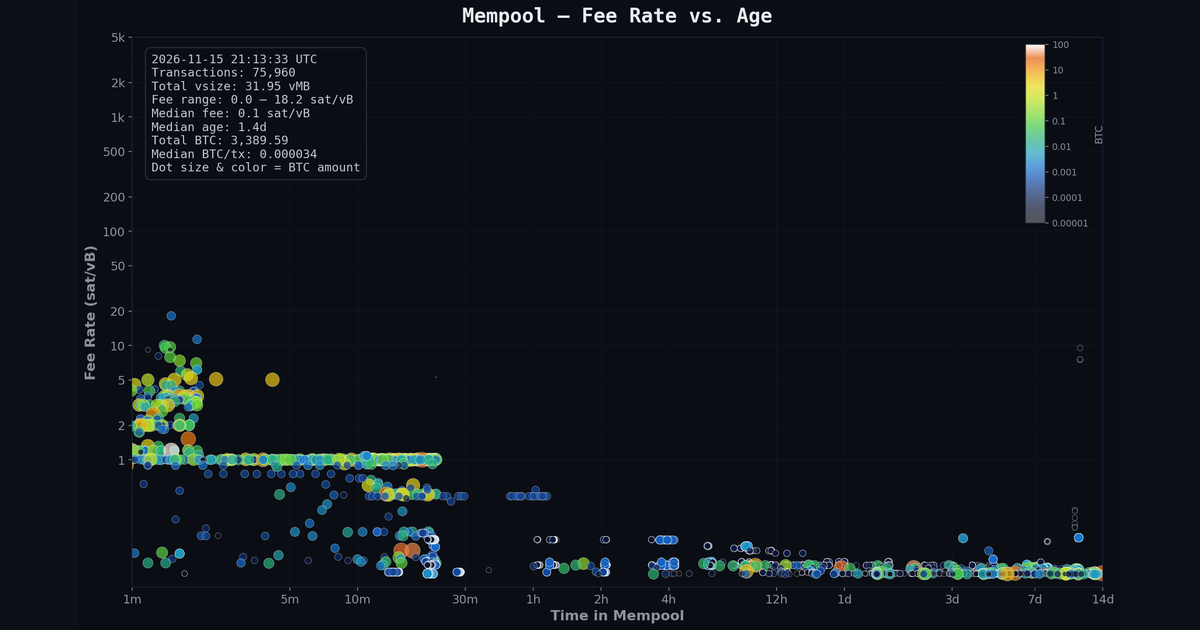 Mempool — Fee Rate vs. Age
2026-11-15 21:13:33 UTC
Transactions: 75,960
Total vsize: 31.95 vMB
Fee range: 0.0 – 18.2 sat/vB
Median fee: 0.1 sat/vB
Median age: 1.4d
Total BTC: 3,389.59
Median BTC/tx: 0.000034
Dot size & color = BTC amount
100
10
1
0.1
0.01
0.001
0.0001
0.00001
BTC
Fee Rate (sat/vB)
5k
2k
1k
500
200
100
50
20
10
5
2
1
1m
5m
10m
30m
1h
2h
4h
12h
1d
3d
7d
14d
Time in Mempool